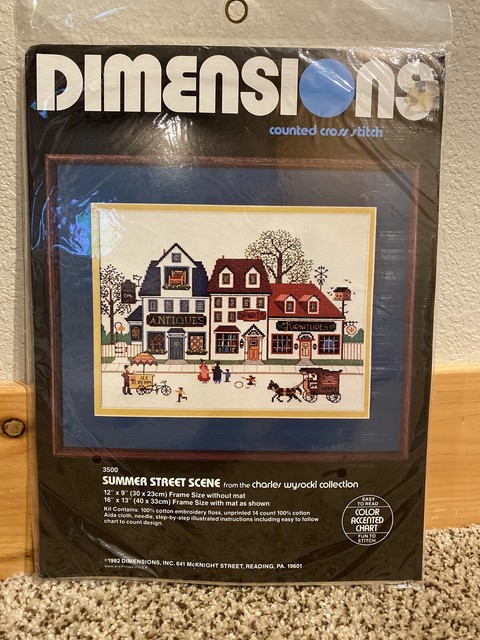 DIMENSIONS
TM
counted cross stitch
ANTIQUES
FURNITURES
ICE CREAM
3500
SUMMER STREET SCENE from the charles wysocki collection
12" x 9" (30 x 23cm) Frame Size without mat
16" x 13" (40 x 33cm) Frame Size with mat as shown
Kit Contains: 100% cotton embroidery floss, unprinted 14 count 100% cotton
Aida cloth, needle, step-by-step illustrated instructions including easy to follow
chart to count design.
EASY
TO READ
COLOR
ACCENTED
CHART
FUN TO
STITCH
©1982 DIMENSIONS, INC. 641 McKNIGHT STREET, READING, PA. 19601